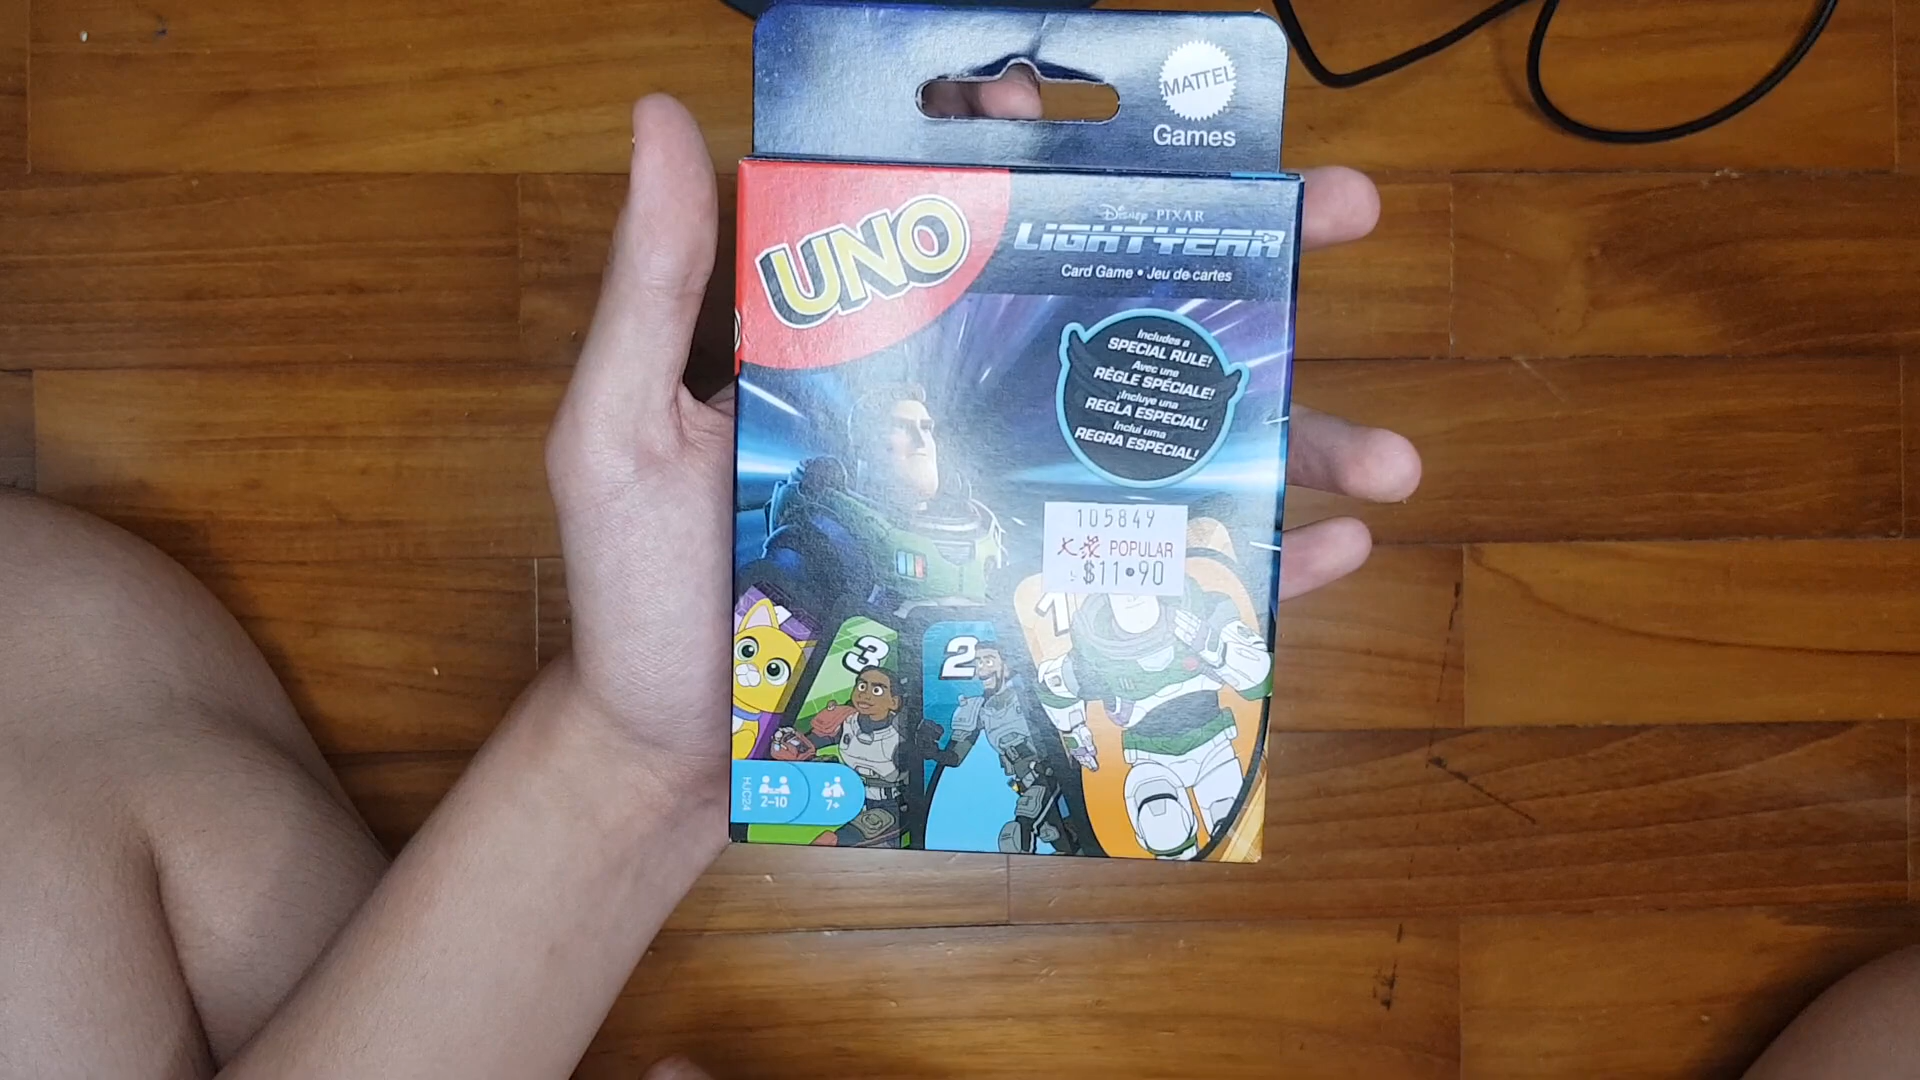 MATTEL
Games
UNO
Disney PIXAR
LIGHTYEAR
Card Game • Jeu de cartes
Includes a
SPECIAL RULE!
Avec une
RÈGLE SPÉCIALE!
¡Incluye una
REGLA ESPECIAL!
Inclui uma
REGRA ESPECIAL!
105849
大众 POPULAR
$11.90
1
3
2
HJC24
2-10
7+